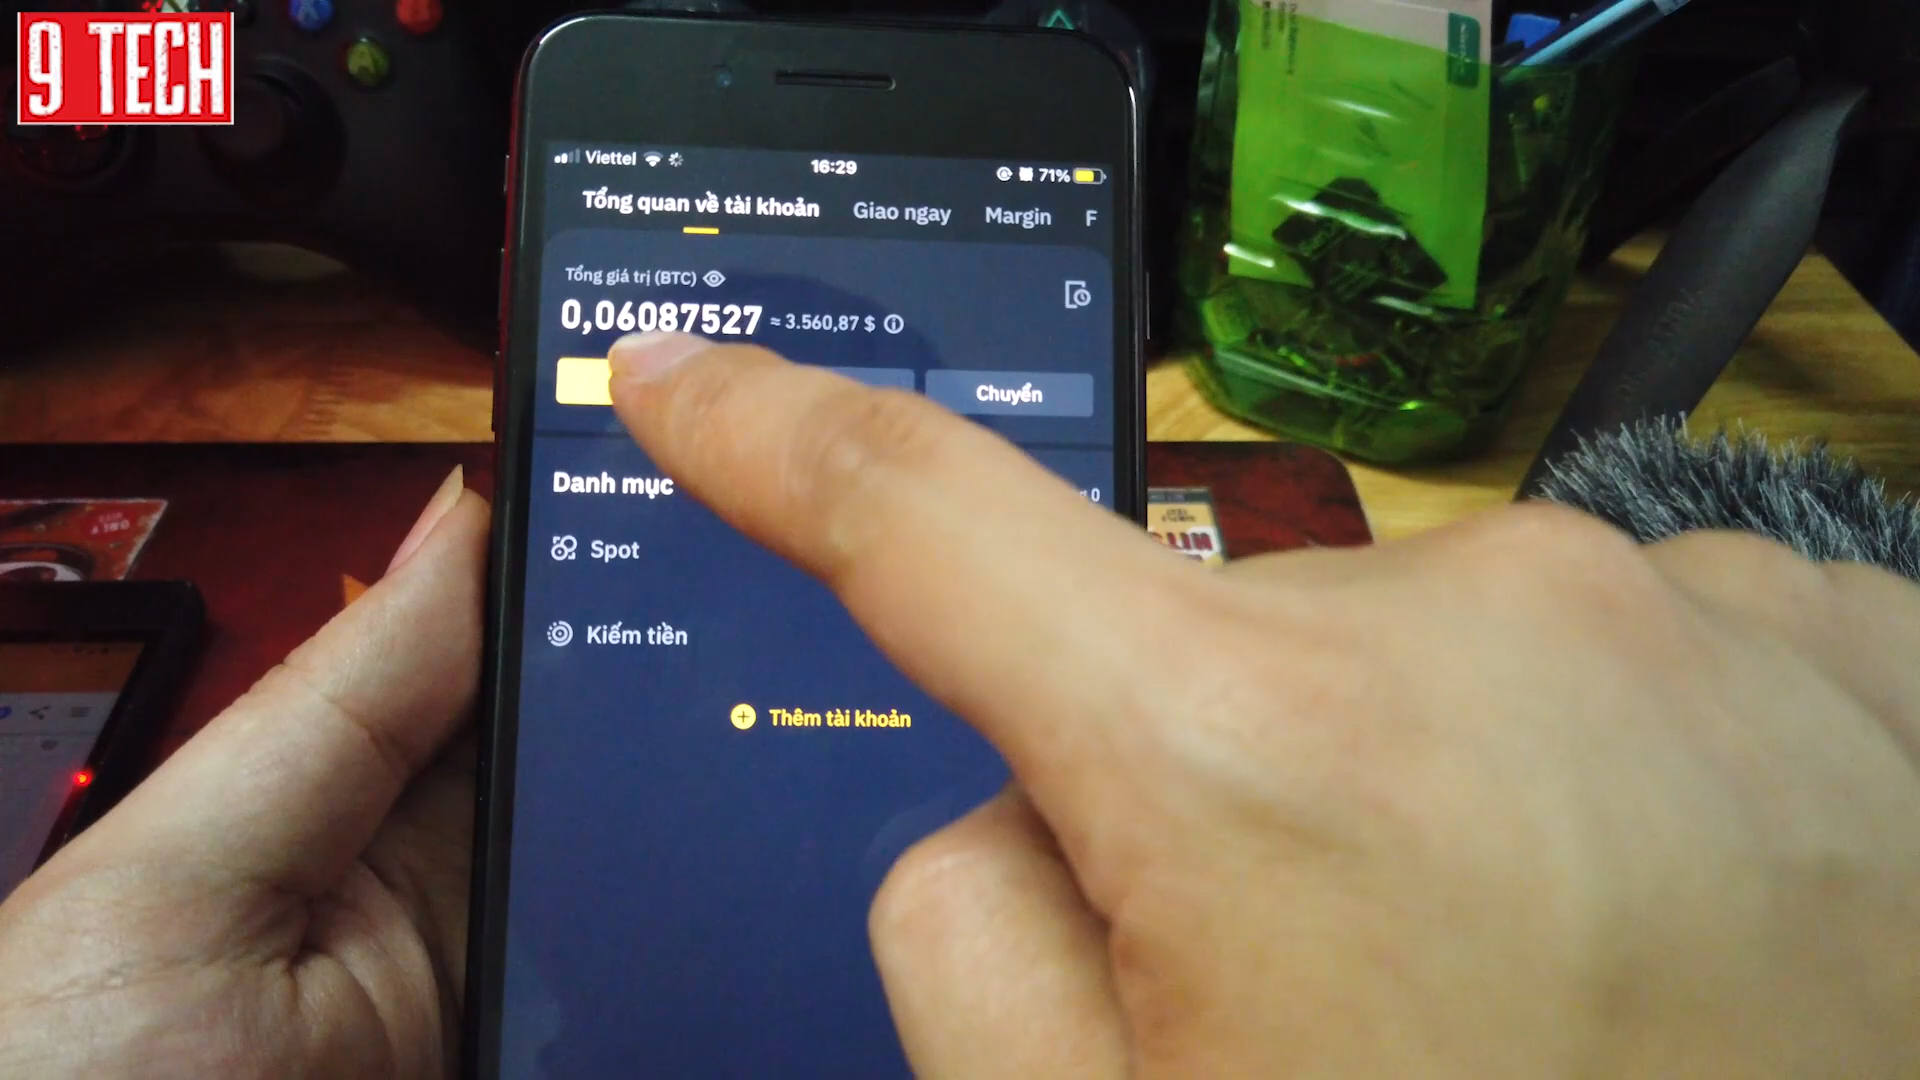 9 TECH
Viettel 16:29 71%
Tổng quan về tài khoản Giao ngay Margin F
Tổng giá trị (BTC)
0,06087527 ≈ 3.560,87 $
Chuyển
Danh mục 0
Spot
Kiếm tiền
Thêm tài khoản